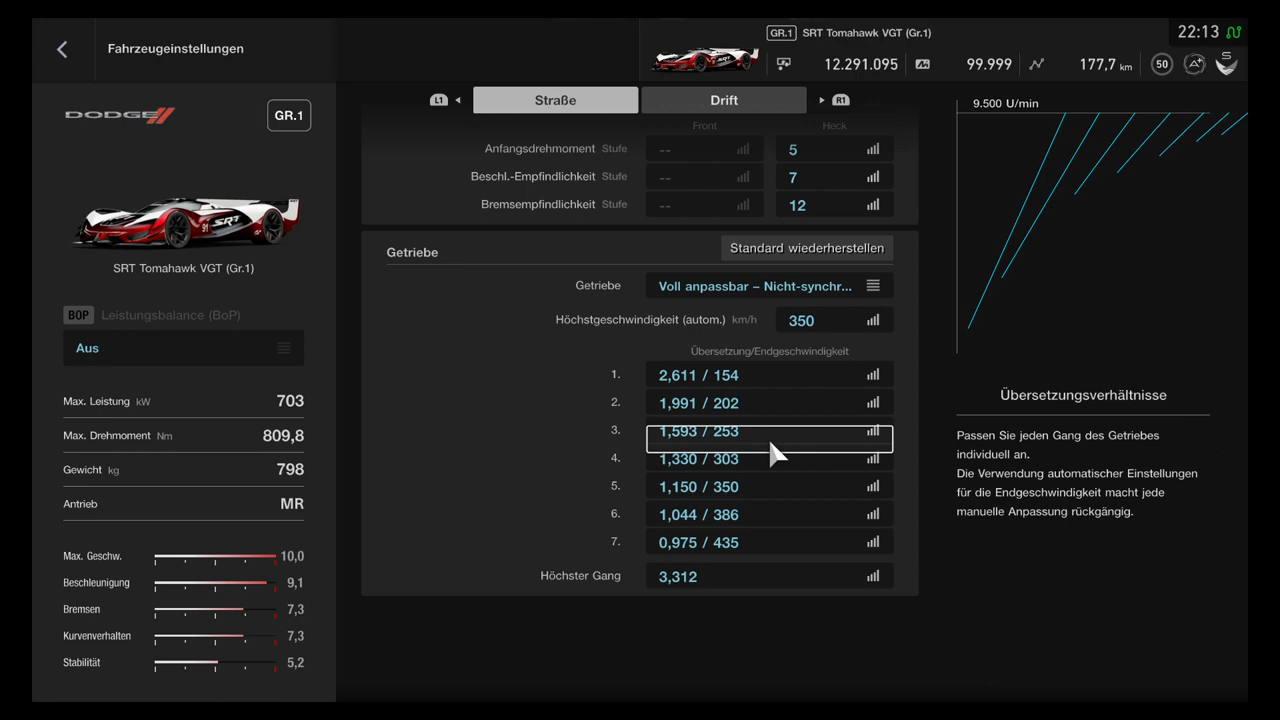 Fahrzeugeinstellungen
GR.1 SRT Tomahawk VGT (Gr.1)
22:13
12.291.095
99.999
177,7 km
50
S
DODGE
GR.1
SRT Tomahawk VGT (Gr.1)
BOP Leistungsbalance (BoP)
Aus
Max. Leistung kW 703
Max. Drehmoment Nm 809,8
Gewicht kg 798
Antrieb MR
Max. Geschw. 10,0
Beschleunigung 9,1
Bremsen 7,3
Kurvenverhalten 7,3
Stabilität 5,2
L1 Straße Drift R1
Front Heck
Anfangsdrehmoment Stufe -- 5
Beschl.-Empfindlichkeit Stufe -- 7
Bremsempfindlichkeit Stufe -- 12
Getriebe Standard wiederherstellen
Getriebe Voll anpassbar – Nicht-synchr...
Höchstgeschwindigkeit (autom.) km/h 350
Übersetzung/Endgeschwindigkeit
1. 2,611 / 154
2. 1,991 / 202
3. 1,593 / 253
4. 1,330 / 303
5. 1,150 / 350
6. 1,044 / 386
7. 0,975 / 435
Höchster Gang 3,312
9.500 U/min
Übersetzungsverhältnisse
Passen Sie jeden Gang des Getriebes
individuell an.
Die Verwendung automatischer Einstellungen
für die Endgeschwindigkeit macht jede
manuelle Anpassung rückgängig.